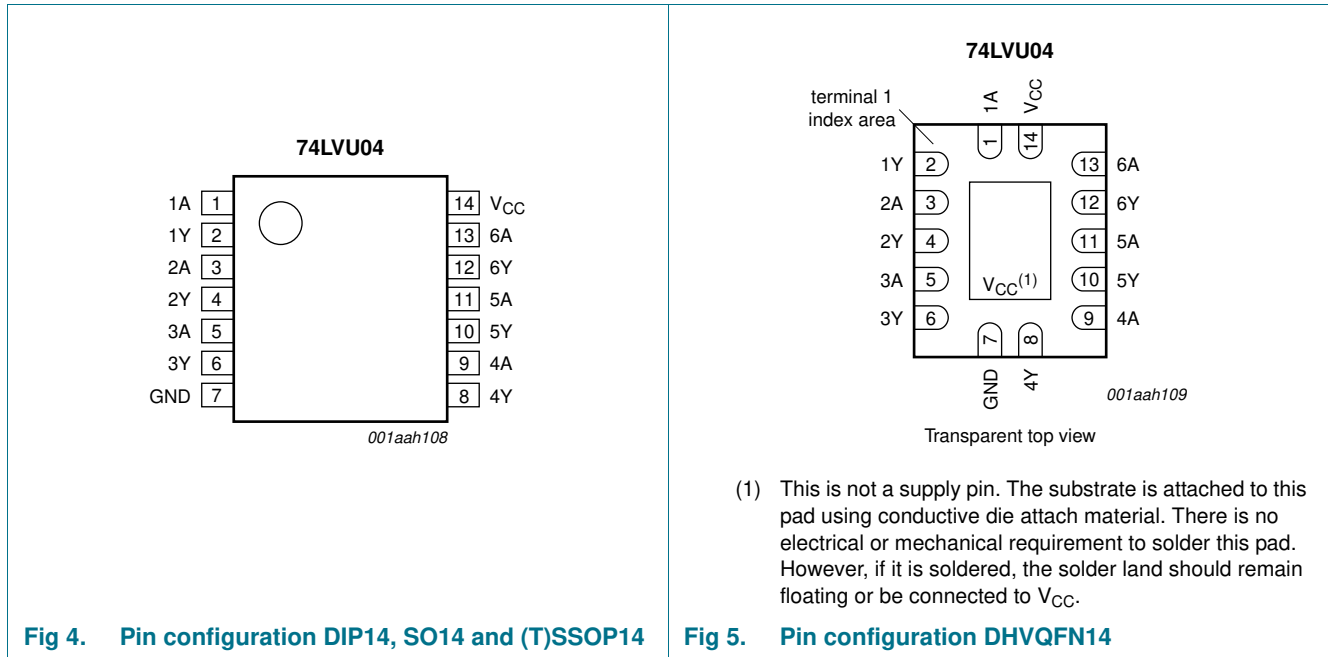 74LVU04
1A 1
1Y 2
2A 3
2Y 4
3A 5
3Y 6
GND 7
14 VCC
13 6A
12 6Y
11 5A
10 5Y
9 4A
8 4Y
001aah108
Fig 4. Pin configuration DIP14, SO14 and (T)SSOP14
74LVU04
terminal 1
index area
1A
VCC
1
14
1Y 2
2A 3
2Y 4
3A 5
3Y 6
13 6A
12 6Y
11 5A
10 5Y
9 4A
VCC(1)
7
8
GND
4Y
001aah109
Transparent top view
(1) This is not a supply pin. The substrate is attached to this
pad using conductive die attach material. There is no
electrical or mechanical requirement to solder this pad.
However, if it is soldered, the solder land should remain
floating or be connected to VCC.
Fig 5. Pin configuration DHVQFN14